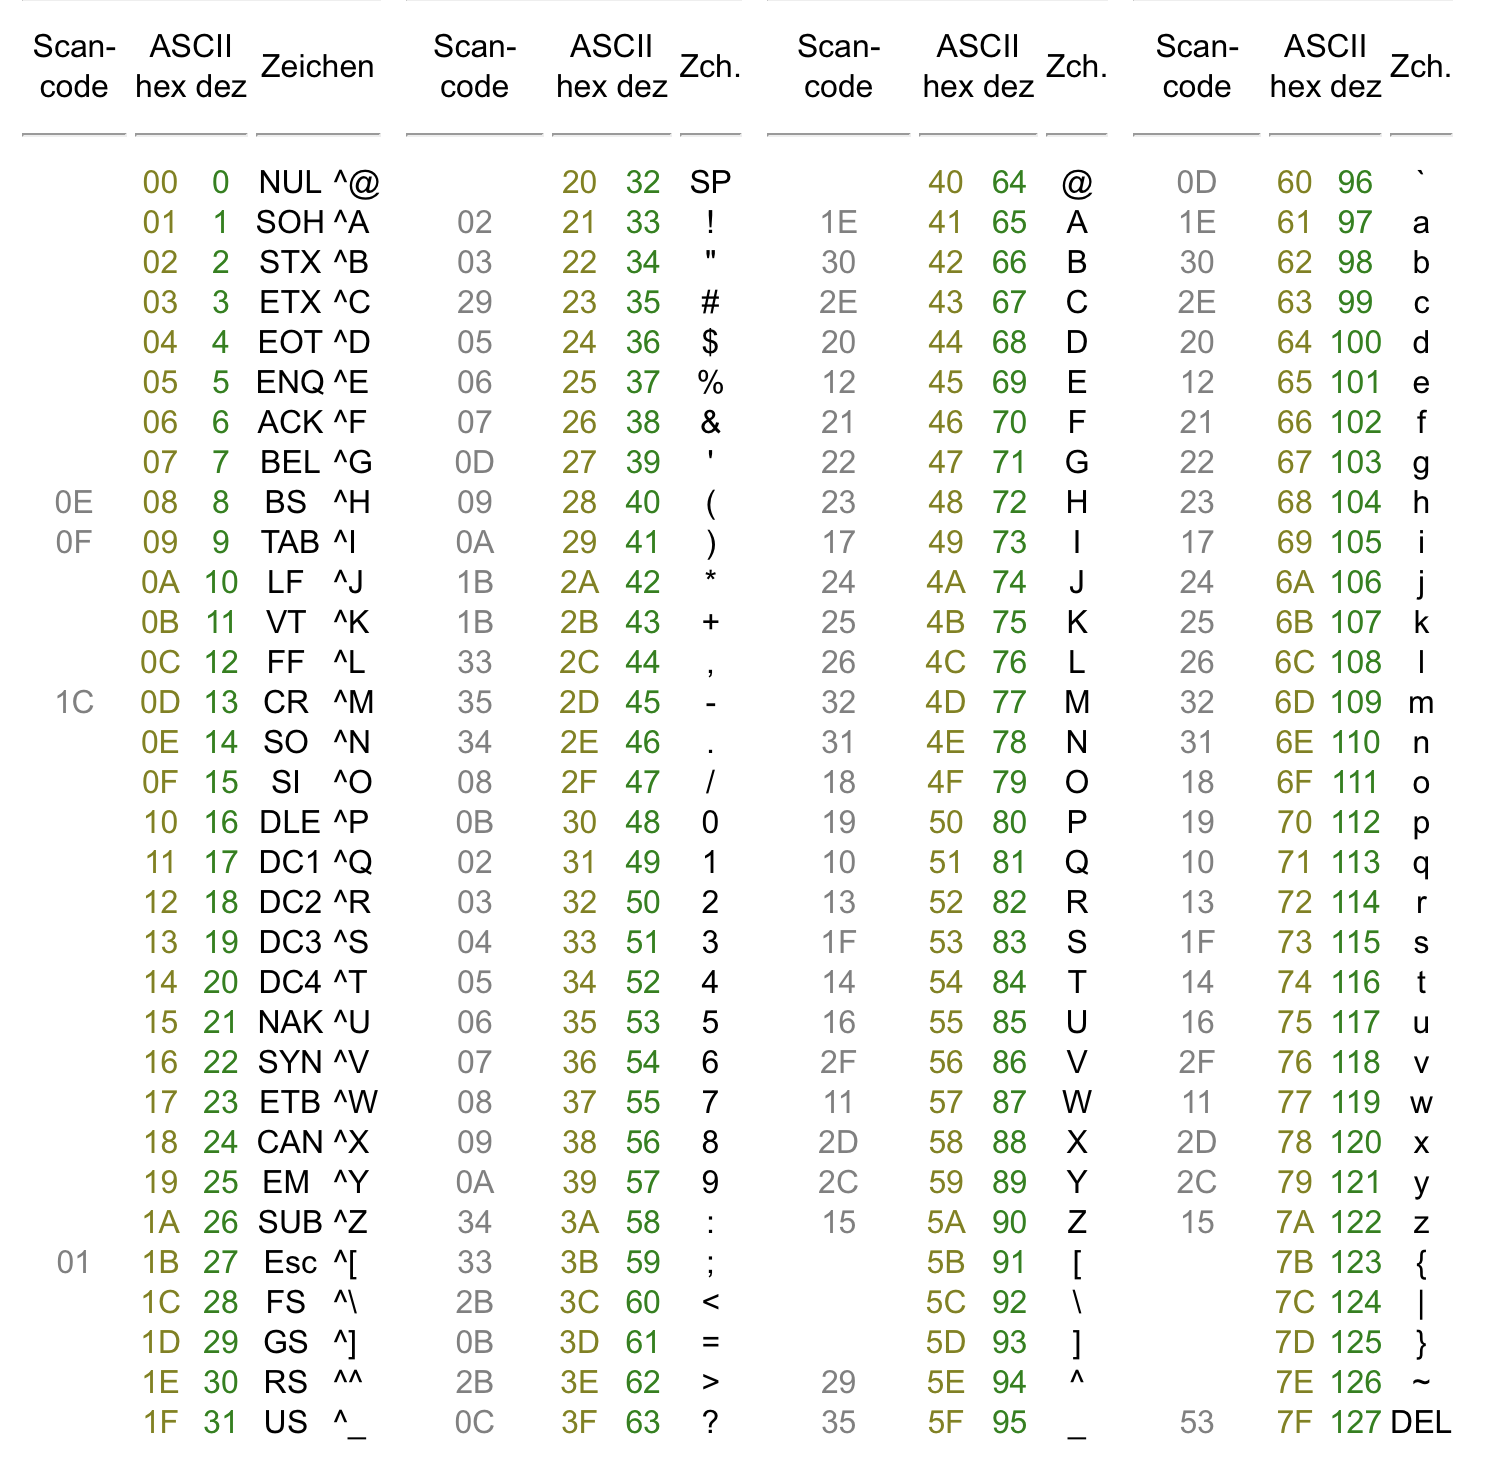 Scan- ASCII Zeichen Scan- ASCII Zch. Scan- ASCII Zch. Scan- ASCII Zch.
code hex dez code hex dez code hex dez code hex dez
00 0 NUL ^@ 20 32 SP 40 64 @ 0D 60 96 `
01 1 SOH ^A 02 21 33 ! 1E 41 65 A 1E 61 97 a
02 2 STX ^B 03 22 34 " 30 42 66 B 30 62 98 b
03 3 ETX ^C 29 23 35 # 2E 43 67 C 2E 63 99 c
04 4 EOT ^D 05 24 36 $ 20 44 68 D 20 64 100 d
05 5 ENQ ^E 06 25 37 % 12 45 69 E 12 65 101 e
06 6 ACK ^F 07 26 38 & 21 46 70 F 21 66 102 f
07 7 BEL ^G 0D 27 39 ' 22 47 71 G 22 67 103 g
0E 08 8 BS ^H 09 28 40 ( 23 48 72 H 23 68 104 h
0F 09 9 TAB ^I 0A 29 41 ) 17 49 73 I 17 69 105 i
0A 10 LF ^J 1B 2A 42 * 24 4A 74 J 24 6A 106 j
0B 11 VT ^K 1B 2B 43 + 25 4B 75 K 25 6B 107 k
0C 12 FF ^L 33 2C 44 , 26 4C 76 L 26 6C 108 l
1C 0D 13 CR ^M 35 2D 45 - 32 4D 77 M 32 6D 109 m
0E 14 SO ^N 34 2E 46 . 31 4E 78 N 31 6E 110 n
0F 15 SI ^O 08 2F 47 / 18 4F 79 O 18 6F 111 o
10 16 DLE ^P 0B 30 48 0 19 50 80 P 19 70 112 p
11 17 DC1 ^Q 02 31 49 1 10 51 81 Q 10 71 113 q
12 18 DC2 ^R 03 32 50 2 13 52 82 R 13 72 114 r
13 19 DC3 ^S 04 33 51 3 1F 53 83 S 1F 73 115 s
14 20 DC4 ^T 05 34 52 4 14 54 84 T 14 74 116 t
15 21 NAK ^U 06 35 53 5 16 55 85 U 16 75 117 u
16 22 SYN ^V 07 36 54 6 2F 56 86 V 2F 76 118 v
17 23 ETB ^W 08 37 55 7 11 57 87 W 11 77 119 w
18 24 CAN ^X 09 38 56 8 2D 58 88 X 2D 78 120 x
19 25 EM ^Y 0A 39 57 9 2C 59 89 Y 2C 79 121 y
1A 26 SUB ^Z 34 3A 58 : 15 5A 90 Z 15 7A 122 z
01 1B 27 Esc ^[ 33 3B 59 ; 5B 91 [ 7B 123 {
1C 28 FS ^\ 2B 3C 60 < 5C 92 \ 7C 124 |
1D 29 GS ^] 0B 3D 61 = 5D 93 ] 7D 125 }
1E 30 RS ^^ 2B 3E 62 > 29 5E 94 ^ 7E 126 ~
1F 31 US ^_ 0C 3F 63 ? 35 5F 95 _ 53 7F 127 DEL